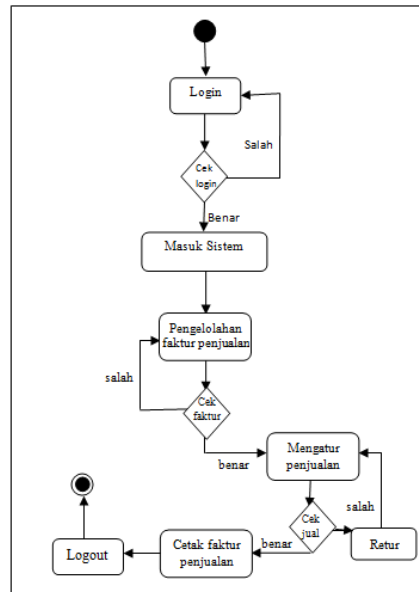 Login
Salah
Cek
login
Benar
Masuk Sistem
Pengelolahan
faktur penjualan
salah
Cek
faktur
benar
Mengatur
penjualan
salah
Cek
jual
benar
Retur
Cetak faktur
penjualan
Logout